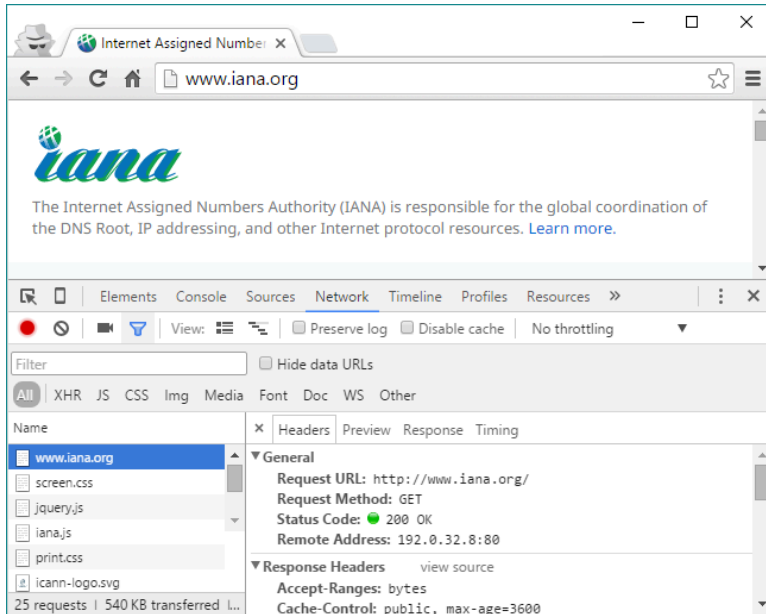 Internet Assigned Number
www.iana.org
iana
The Internet Assigned Numbers Authority (IANA) is responsible for the global coordination of
the DNS Root, IP addressing, and other Internet protocol resources. Learn more.
Elements Console Sources Network Timeline Profiles Resources »
View: Preserve log Disable cache No throttling
Filter Hide data URLs
All XHR JS CSS Img Media Font Doc WS Other
Name
www.iana.org
screen.css
jquery.js
iana.js
print.css
icann-logo.svg
25 requests | 540 KB transferred | ...
× Headers Preview Response Timing
General
Request URL: http://www.iana.org/
Request Method: GET
Status Code: 200 OK
Remote Address: 192.0.32.8:80
Response Headers view source
Accept-Ranges: bytes
Cache-Control: public, max-age=3600